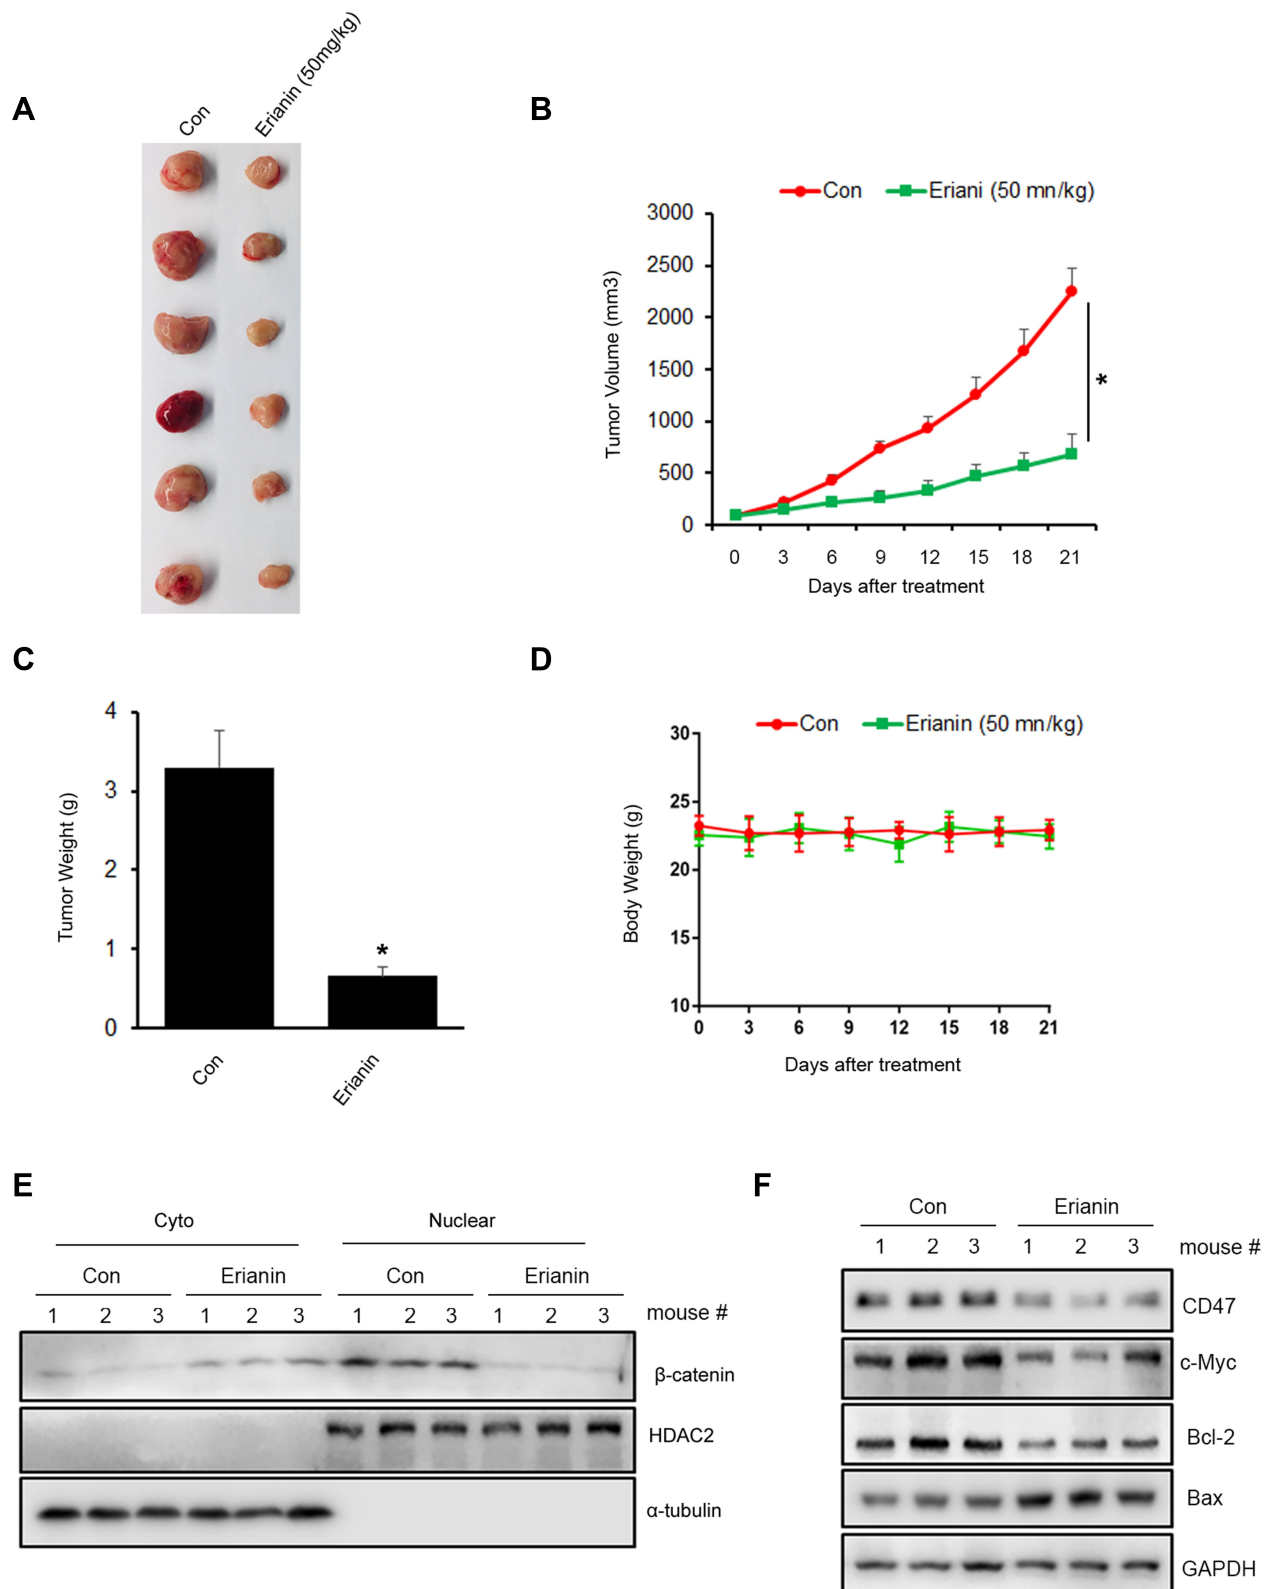 A
Con
Erianin (50mg/kg)
B
Con
Eriani (50 mn/kg)
Tumor Volume (mm3)
3000
2500
2000
1500
1000
500
0
*
0 3 6 9 12 15 18 21
Days after treatment
C
Tumor Weight (g)
4
3
2
1
0
*
Con
Erianin
D
Con
Erianin (50 mn/kg)
Body Weight (g)
30
25
20
15
10
0 3 6 9 12 15 18 21
Days after treatment
E
Cyto Nuclear
Con Erianin Con Erianin
1 2 3 1 2 3 1 2 3 1 2 3 mouse #
β-catenin
HDAC2
α-tubulin
F
Con Erianin
1 2 3 1 2 3 mouse #
CD47
c-Myc
Bcl-2
Bax
GAPDH